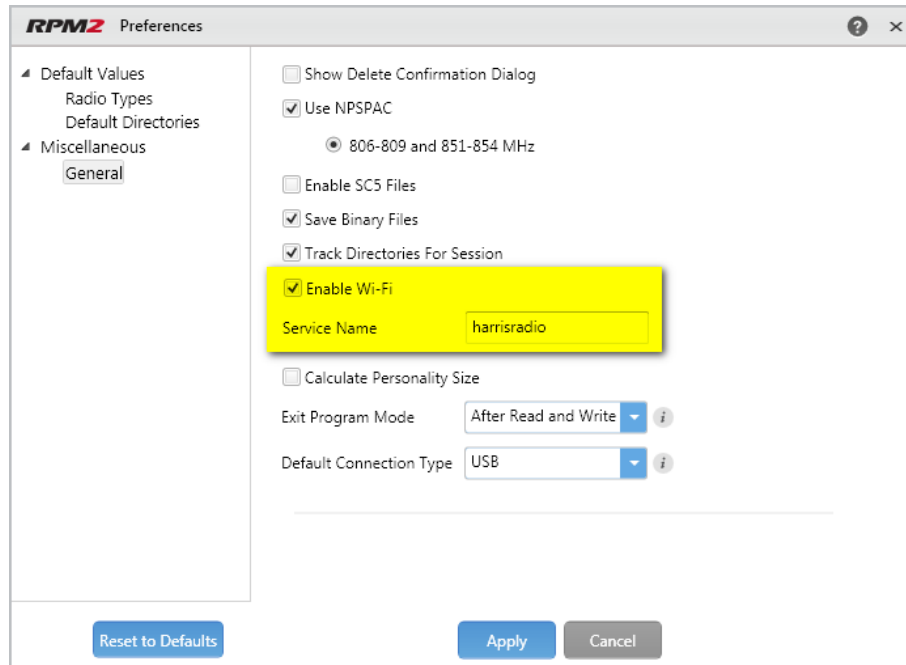 RPM2 Preferences
Default Values
Radio Types
Default Directories
Miscellaneous
General
Show Delete Confirmation Dialog
Use NPSPAC
806-809 and 851-854 MHz
Enable SC5 Files
Save Binary Files
Track Directories For Session
Enable Wi-Fi
Service Name harrisradio
Calculate Personality Size
Exit Program Mode After Read and Write i
Default Connection Type USB i
Reset to Defaults Apply Cancel